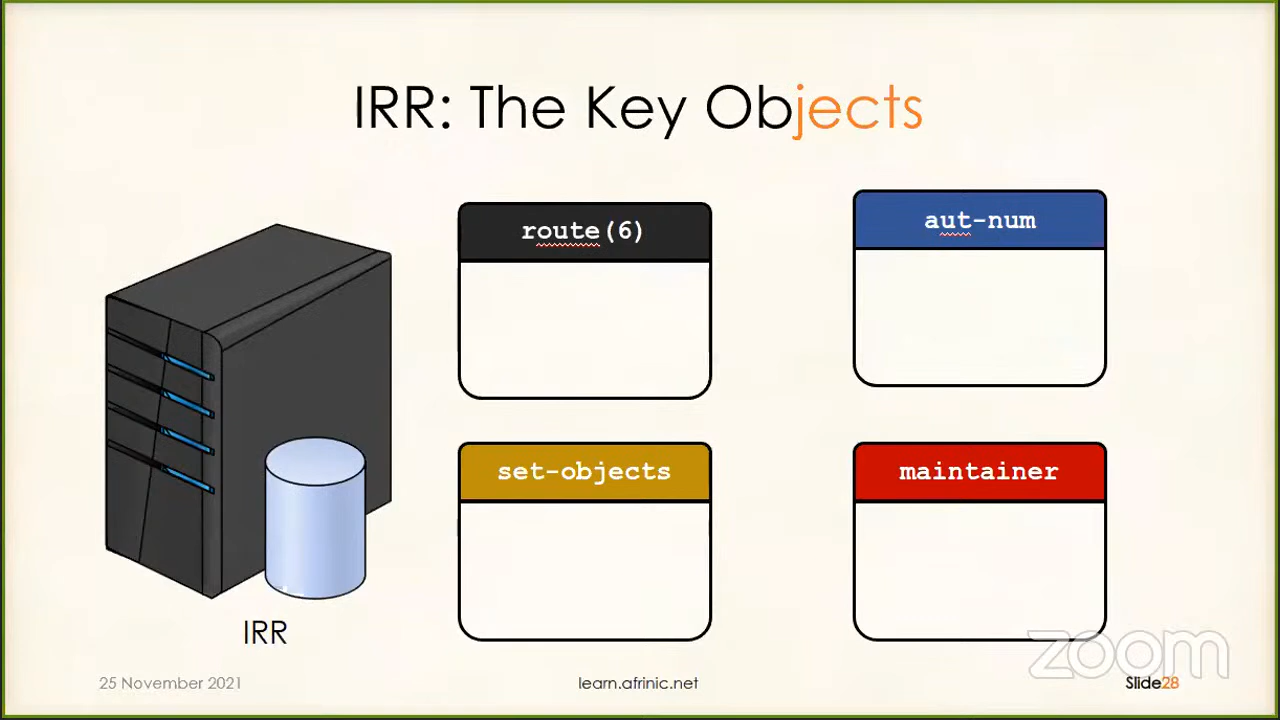 IRR: The Key Objects
route(6)
aut-num
set-objects
maintainer
IRR
zoom
25 November 2021
learn.afrinic.net
Slide28